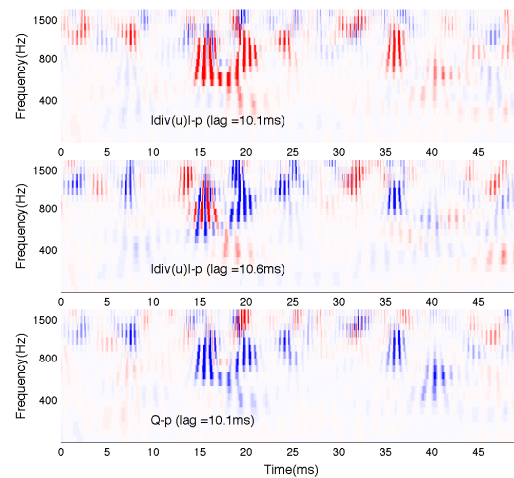 1500
800
400
Frequency(Hz)
Idiv(u)I-p (lag =10.1ms)
0 5 10 15 20 25 30 35 40 45
1500
800
400
Frequency(Hz)
Idiv(u)I-p (lag =10.6ms)
0 5 10 15 20 25 30 35 40 45
1500
800
400
Frequency(Hz)
Q-p (lag =10.1ms)
0 5 10 15 20 25 30 35 40 45
Time(ms)